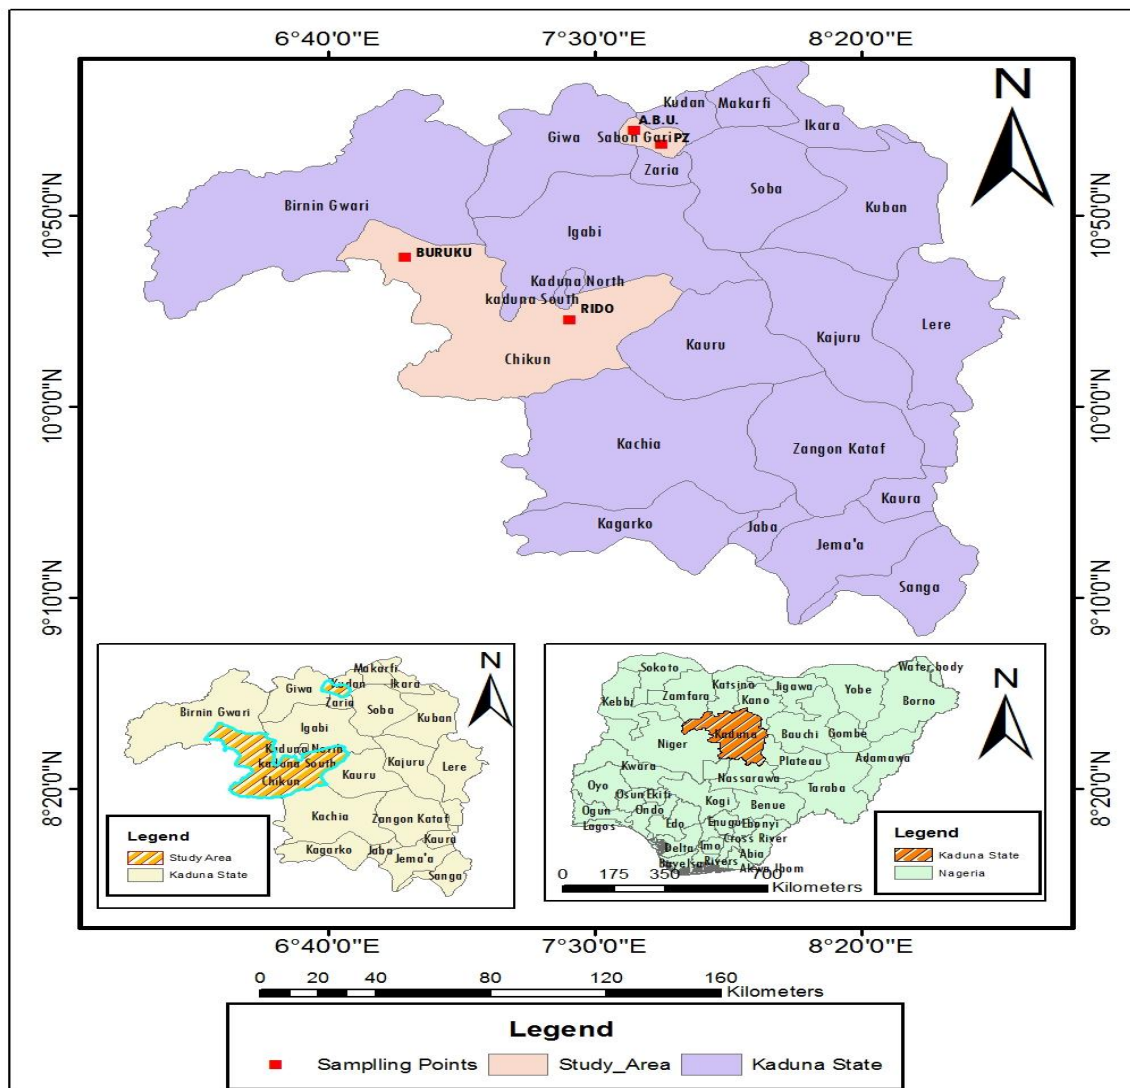 6°40'0"E 7°30'0"E 8°20'0"E
N
Kudan Makarfi
A.B.U. Ikara
Giwa Sabon Gari PZ
Zaria
Soba
Birnin Gwari Kuban
Igabi
BURUKU
Kaduna North
kaduna South
RIDO Lere
Kauru Kajuru
Chikun
Kachia Zangon Kataf
Kaura
Kagarko Jaba
Jema'a
Sanga
10°50'0"N 10°50'0"N
10°0'0"N 10°0'0"N
9°10'0"N 9°10'0"N
8°20'0"N 8°20'0"N
N
Makarfi
Giwa Kudan Ikara
Zaria Soba
Birnin Gwari Kuban
Igabi
Kaduna North
kaduna South Kajuru Lere
Chikun Kauru
Kachia Zangon Kataf
Kaura
Kagarko Jaba Jema'a
Sanga
Legend
Study Area
Kaduna State
N
Sokoto Water body
Katsina Jigawa Yobe
Kebbi Zamfara Kano Borno
Kaduna Bauchi Gombe
Niger Adamawa
Plateau
Kwara Nassarawa Taraba
Oyo
Osun Ekiti Kogi Benue
Ogun Ondo
Lagos Edo Enugu Ebonyi
Cross River
Delta Imo Abia
Bayelsa Rivers Akwa Ibom
0 175 350 700
Kilometers
Legend
Kaduna State
Nageria
6°40'0"E 7°30'0"E 8°20'0"E
0 20 40 80 120 160
Kilometers
Legend
Samplling Points Study_Area Kaduna State